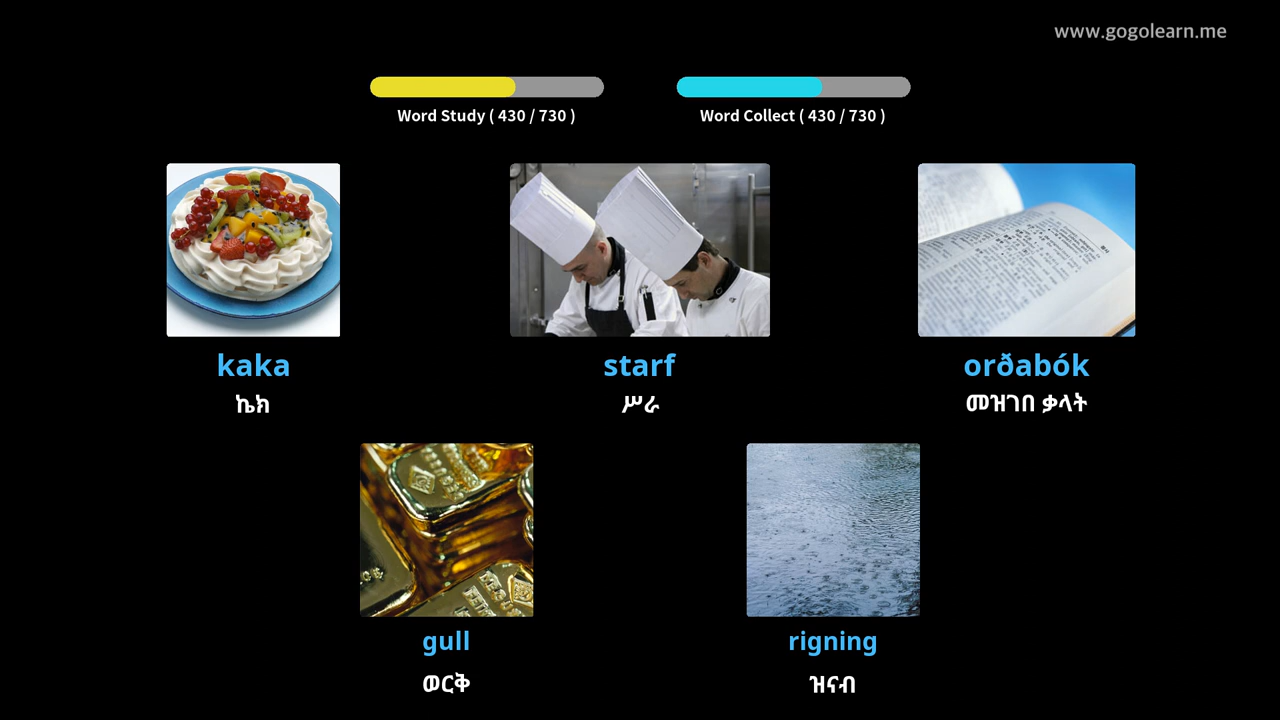 www.gogolearn.me
Word Study ( 430 / 730 )
Word Collect ( 430 / 730 )
kaka
ኬክ
starf
ሥራ
orðabók
መዝገበ ቃላት
gull
ወርቅ
rigning
ዝናብ